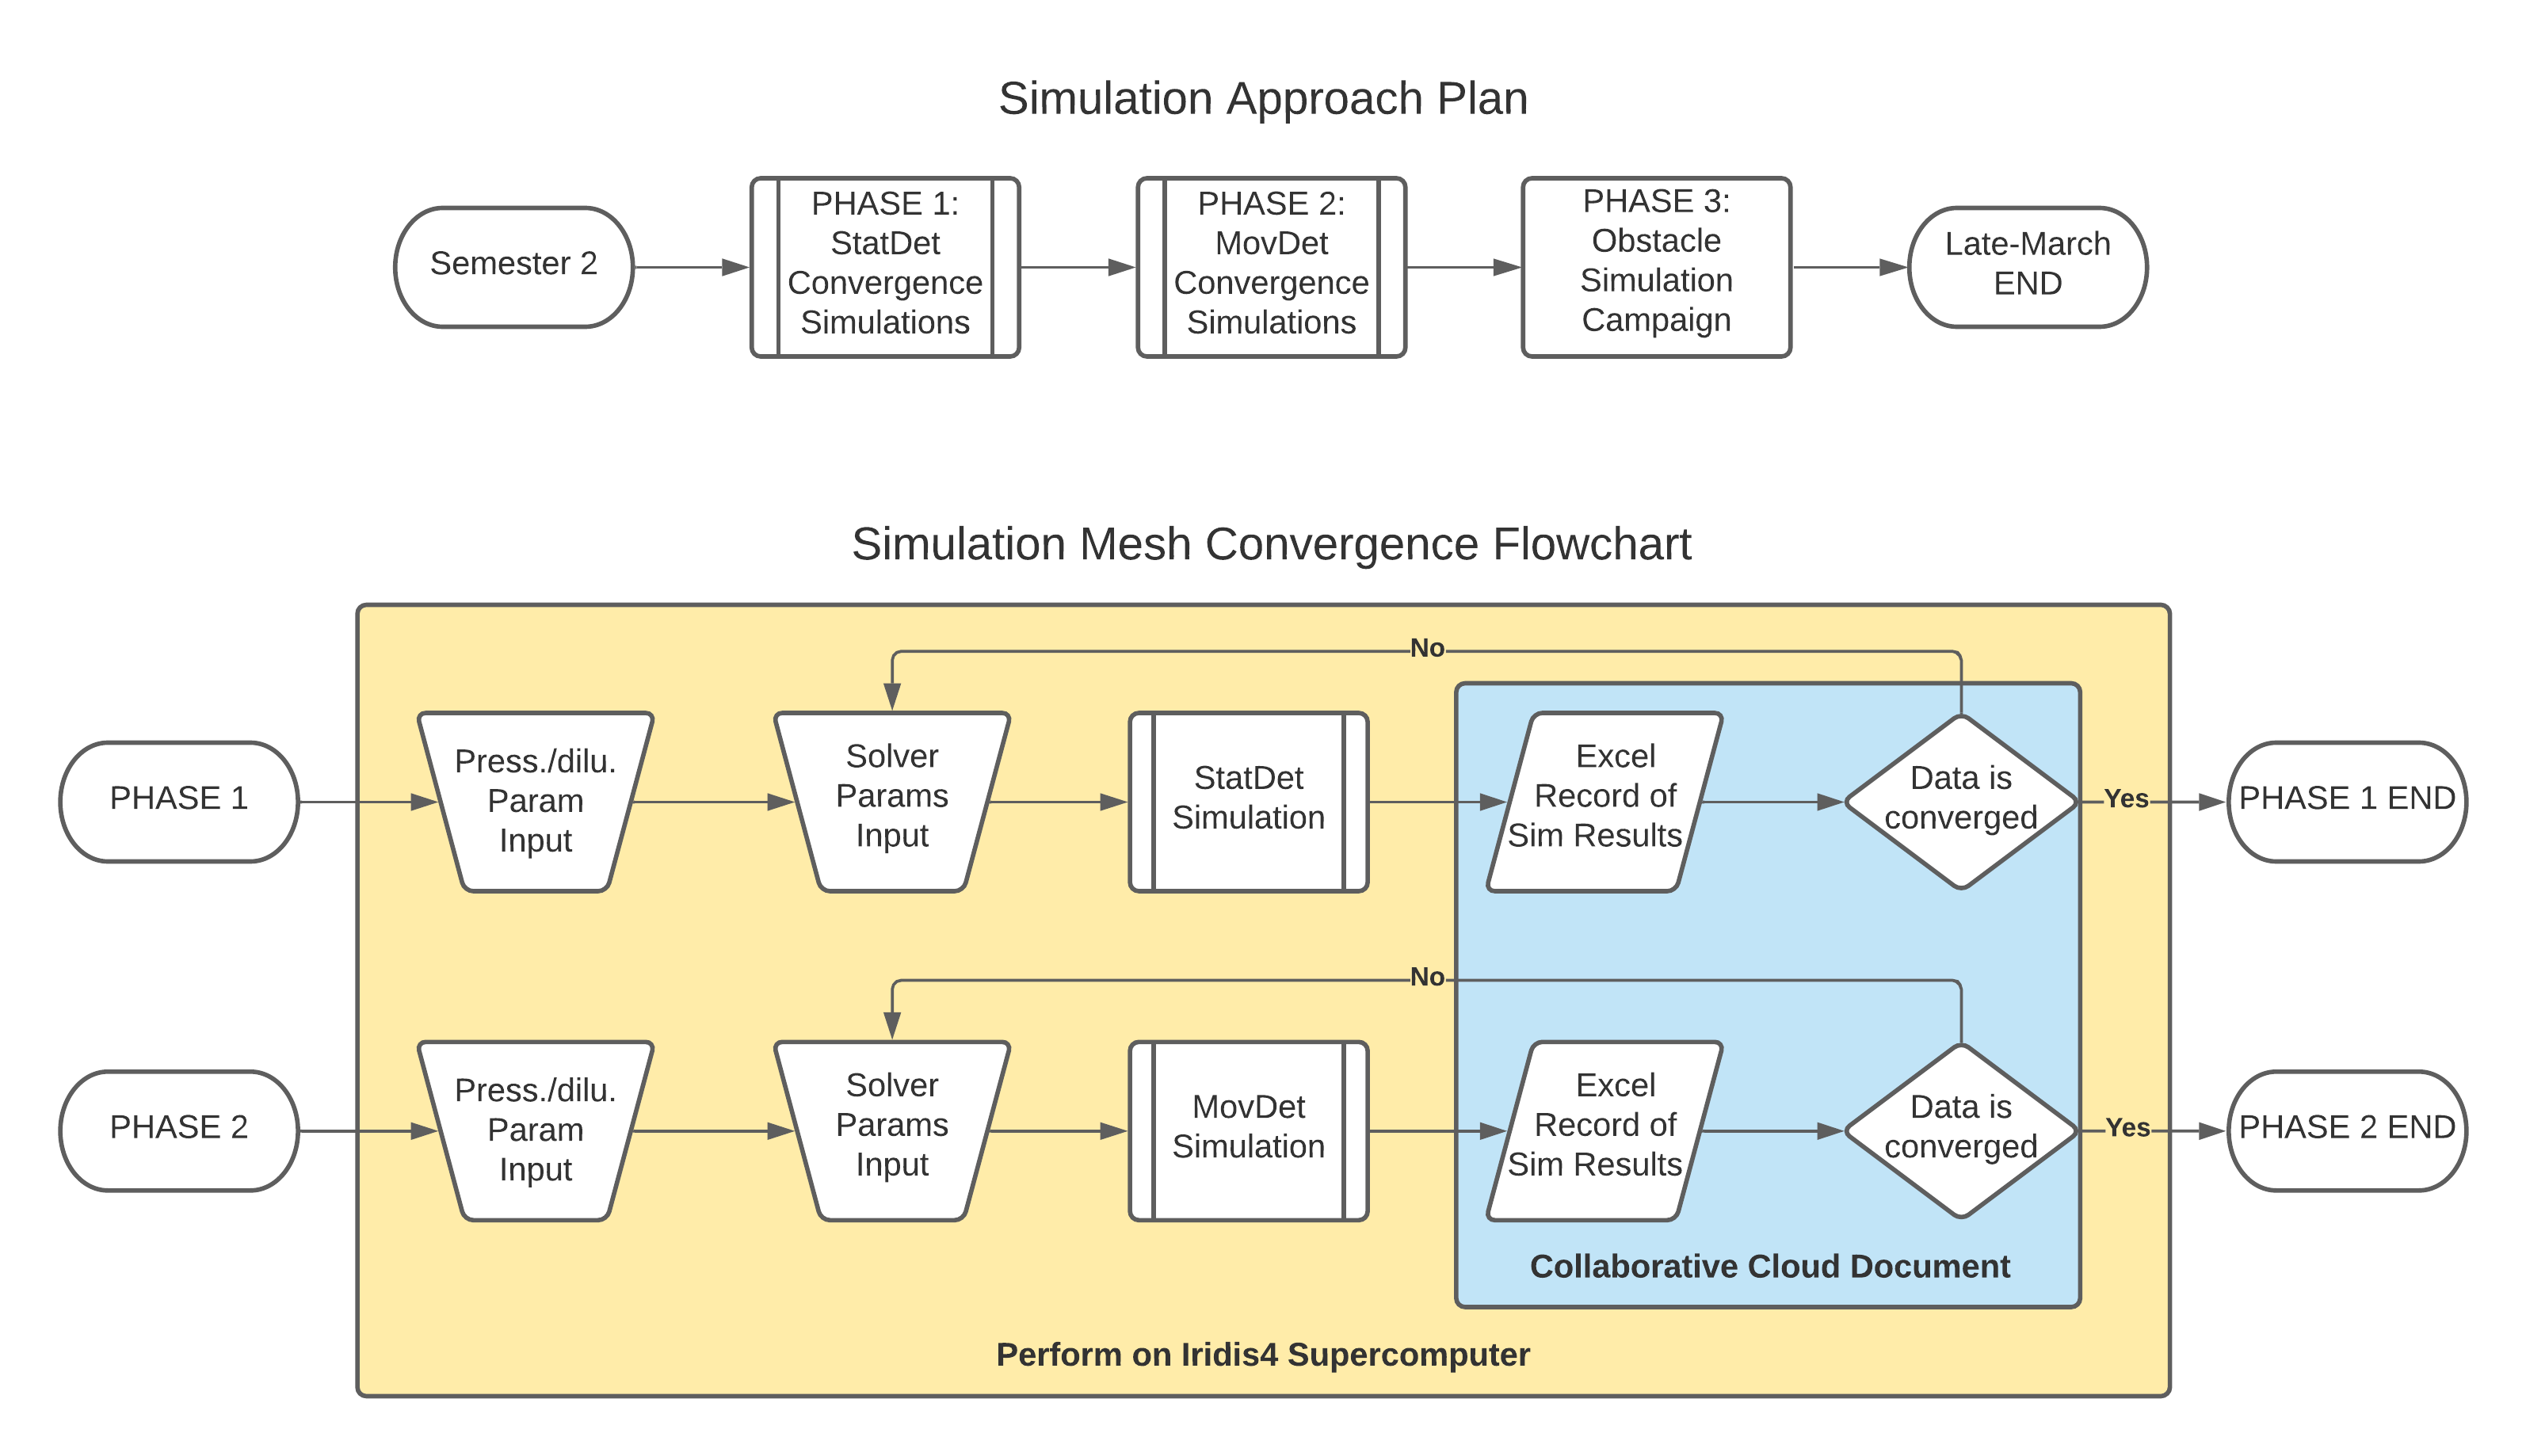 Simulation Approach Plan
Semester 2
PHASE 1:
StatDet
Convergence
Simulations
PHASE 2:
MovDet
Convergence
Simulations
PHASE 3:
Obstacle
Simulation
Campaign
Late-March
END
Simulation Mesh Convergence Flowchart
No
PHASE 1
Press./dilu.
Param
Input
Solver
Params
Input
StatDet
Simulation
Excel
Record of
Sim Results
Data is
converged
Yes
PHASE 1 END
No
PHASE 2
Press./dilu.
Param
Input
Solver
Params
Input
MovDet
Simulation
Excel
Record of
Sim Results
Data is
converged
Yes
PHASE 2 END
Collaborative Cloud Document
Perform on Iridis4 Supercomputer